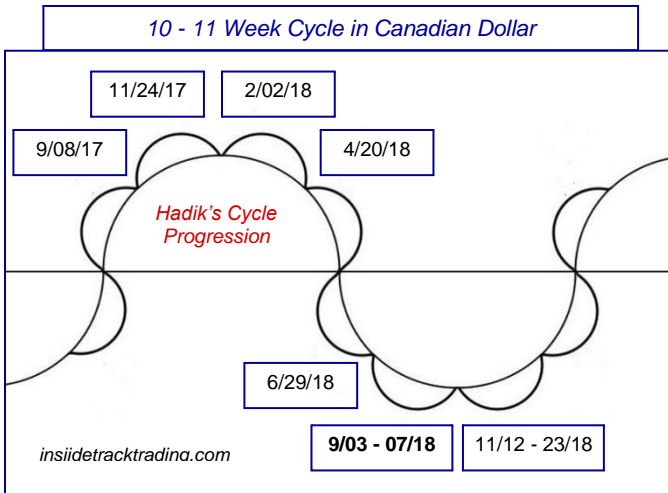 10 - 11 Week Cycle in Canadian Dollar
11/24/17
2/02/18
9/08/17
4/20/18
Hadik's Cycle
Progression
6/29/18
9/03 - 07/18
11/12 - 23/18
insiidetracktrading.com